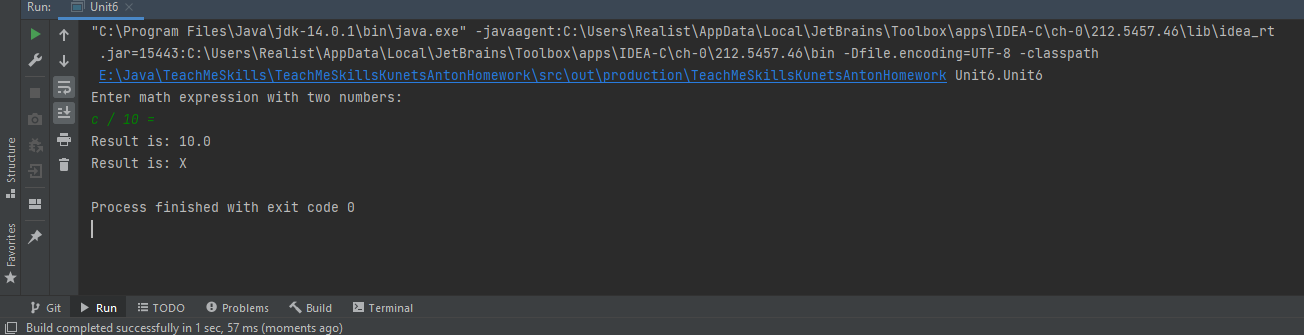 Run: Unit6
"C:\Program Files\Java\jdk-14.0.1\bin\java.exe" -javaagent:C:\Users\Realist\AppData\Local\JetBrains\Toolbox\apps\IDEA-C\ch-0\212.5457.46\lib\idea_rt
.jar=15443:C:\Users\Realist\AppData\Local\JetBrains\Toolbox\apps\IDEA-C\ch-0\212.5457.46\bin -Dfile.encoding=UTF-8 -classpath
E:\Java\TeachMeSkills\TeachMeSkillsKunetsAntonHomework\src\out\production\TeachMeSkillsKunetsAntonHomework Unit6.Unit6
Enter math expression with two numbers:
c / 10 =
Result is: 10.0
Result is: X
Process finished with exit code 0
Structure
Favorites
Git Run TODO Problems Build Terminal
Build completed successfully in 1 sec, 57 ms (moments ago)